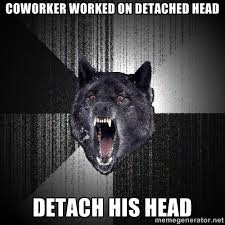 COWORKER WORKED ON DETACHED HEAD
DETACH HIS HEAD
memegenerator.net